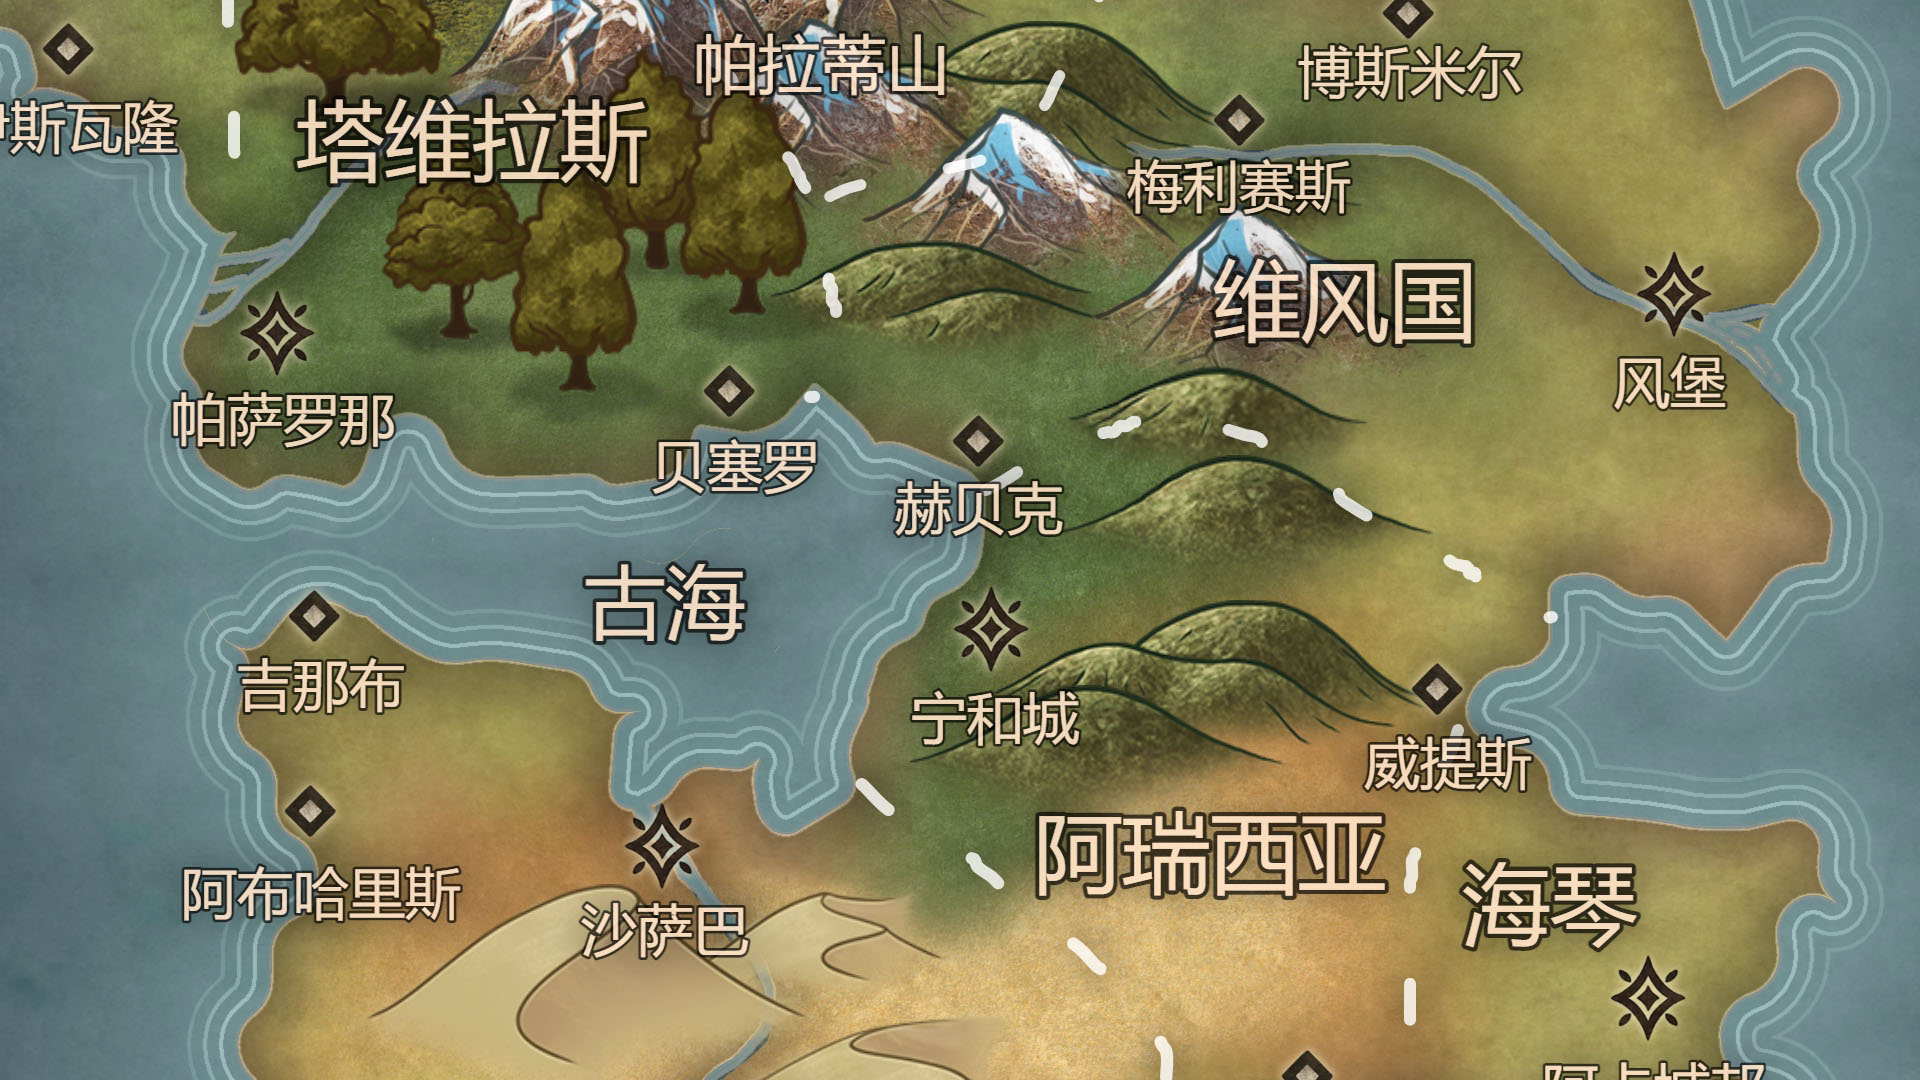 帕拉蒂山
博斯米尔
斯瓦隆
塔维拉斯
梅利赛斯
维风国
风堡
帕萨罗那
贝塞罗
赫贝克
古海
吉那布
宁和城
威提斯
阿瑞西亚
阿布哈里斯
海琴
沙萨巴